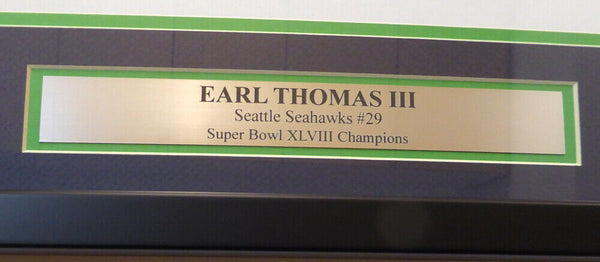 EARL THOMAS III
Seattle Seahawks #29
Super Bowl XLVIII Champions